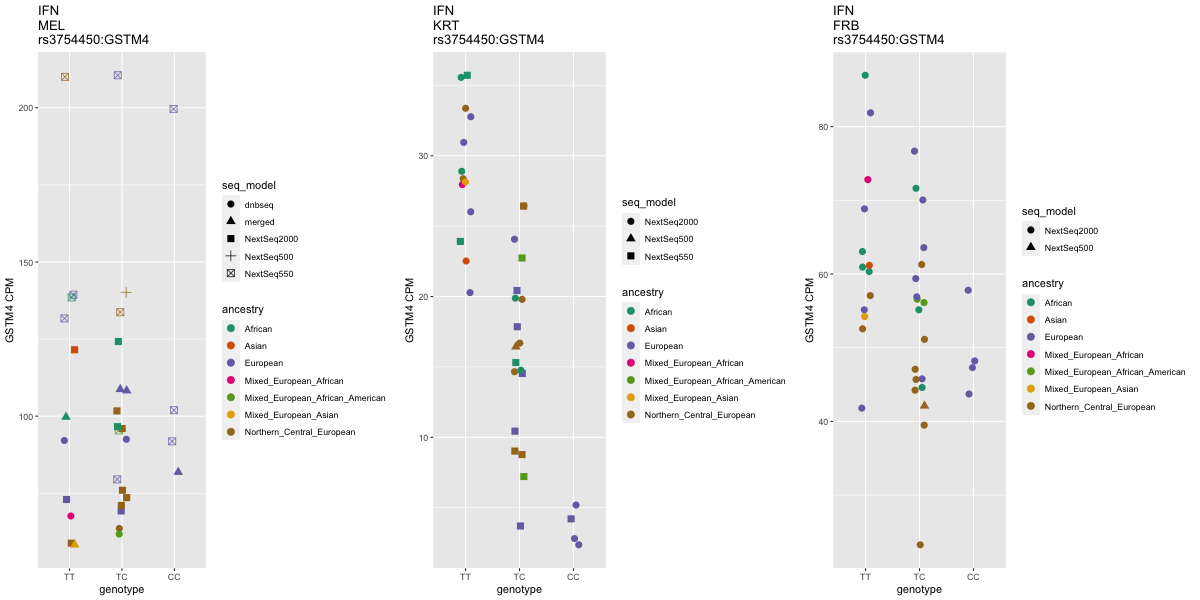 IFN
MEL
rs3754450:GSTM4
GSTM4 CPM
200
150
100
TT
TC
CC
genotype
seq_model
dnbseq
merged
NextSeq2000
NextSeq500
NextSeq550
ancestry
African
Asian
European
Mixed_European_African
Mixed_European_African_American
Mixed_European_Asian
Northern_Central_European
IFN
KRT
rs3754450:GSTM4
GSTM4 CPM
30
20
10
TT
TC
CC
genotype
seq_model
NextSeq2000
NextSeq500
NextSeq550
ancestry
African
Asian
European
Mixed_European_African
Mixed_European_African_American
Mixed_European_Asian
Northern_Central_European
IFN
FRB
rs3754450:GSTM4
GSTM4 CPM
80
60
40
TT
TC
CC
genotype
seq_model
NextSeq2000
NextSeq500
ancestry
African
Asian
European
Mixed_European_African
Mixed_European_African_American
Mixed_European_Asian
Northern_Central_European